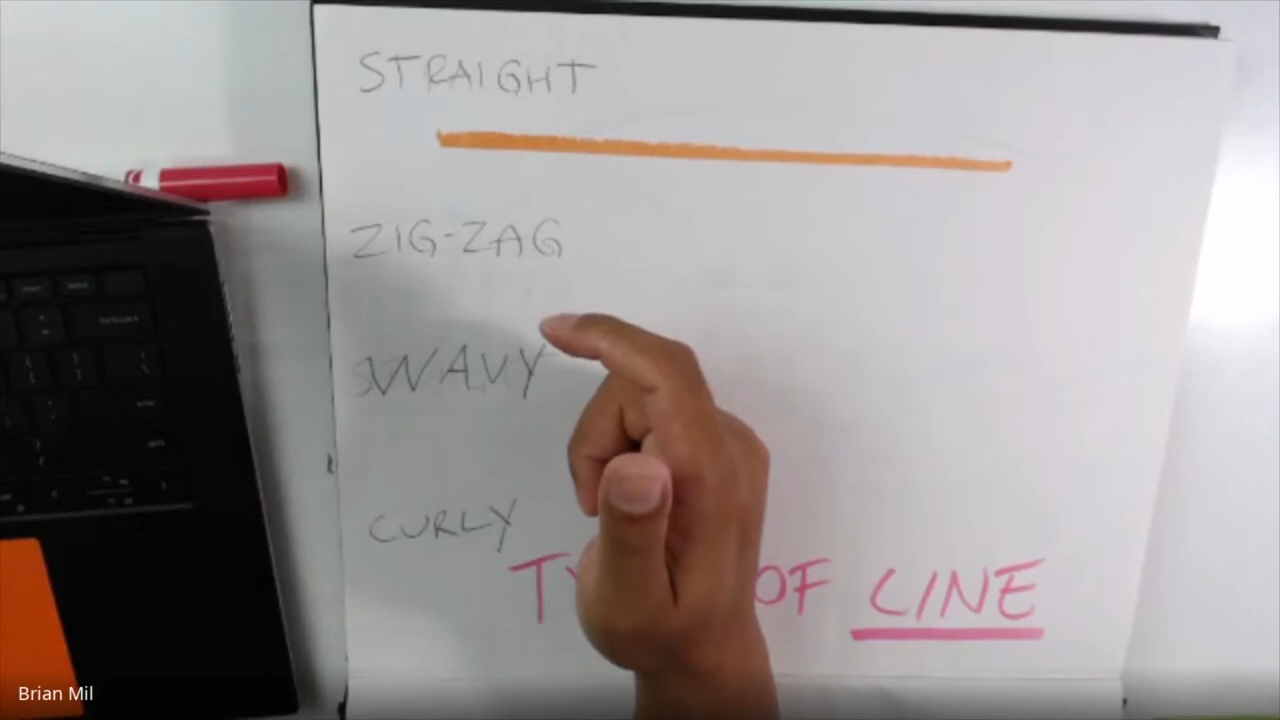 STRAIGHT
ZIG-ZAG
WAVY
CURLY
OF LINE
Brian Mil